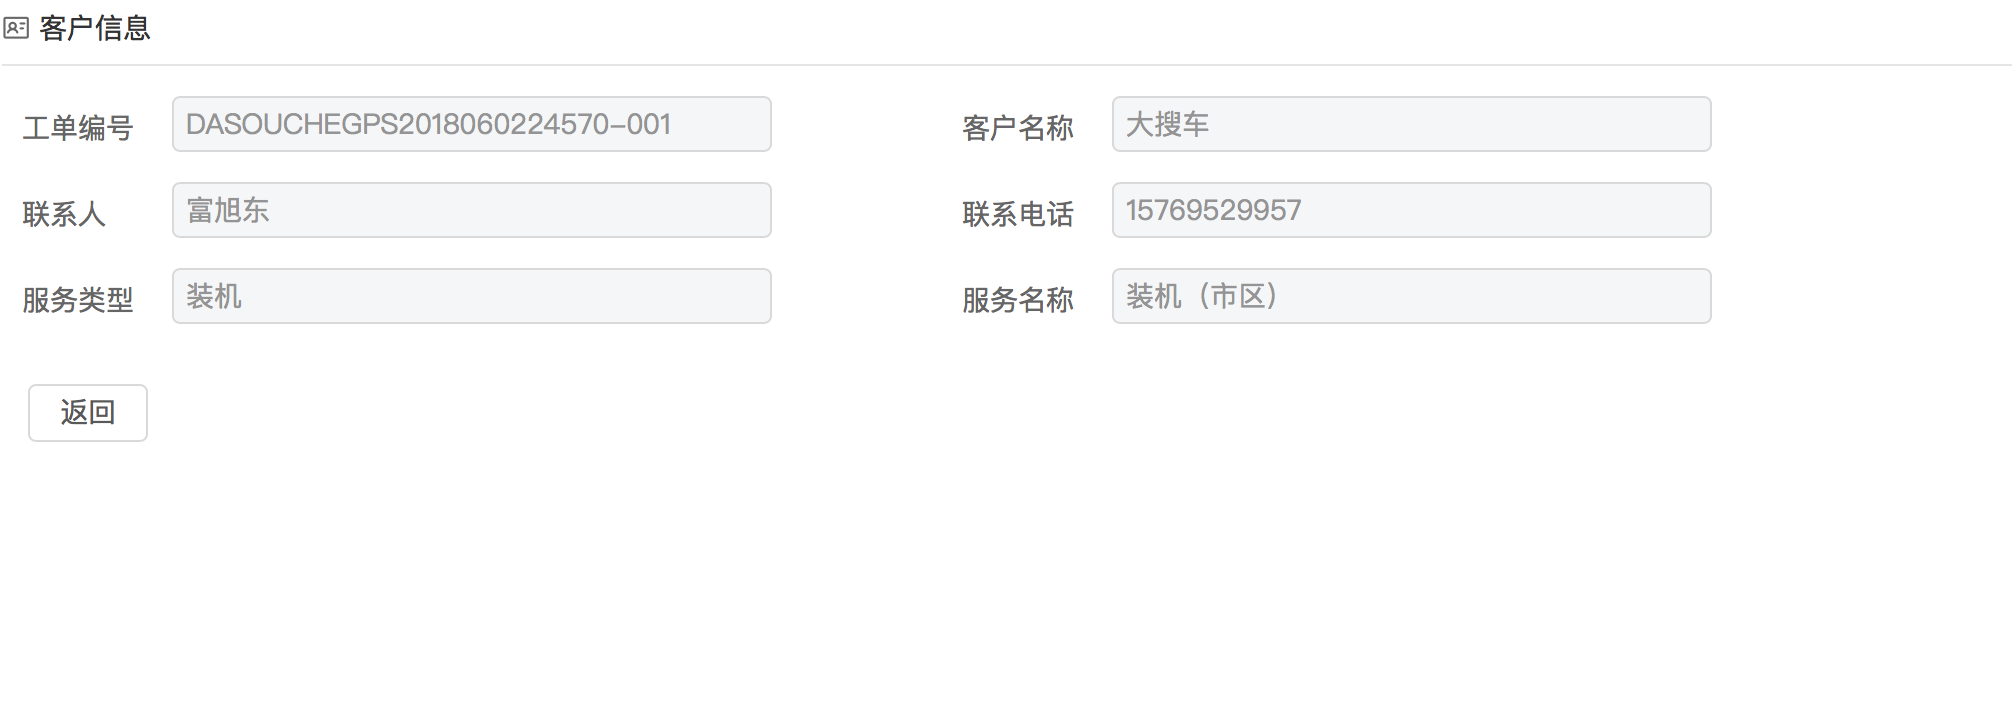 客户信息
工单编号 DASOUCHEGPS2018060224570-001 客户名称 大搜车
联系人 富旭东 联系电话 15769529957
服务类型 装机 服务名称 装机（市区）
返回